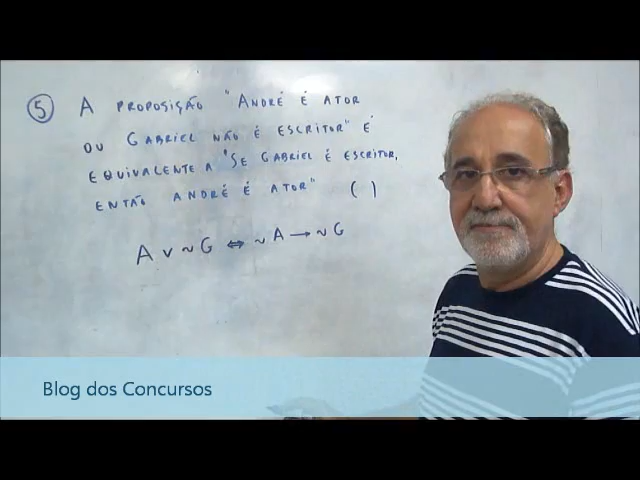 5 A PROPOSIÇÃO "ANDRÉ É ATOR
OU GABRIEL NÃO É ESCRITOR" É
EQUIVALENTE A "SE GABRIEL É ESCRITOR,
ENTÃO ANDRÉ É ATOR" ( )
A ∨ ~G ⇔ ~A → ~G
Blog dos Concursos